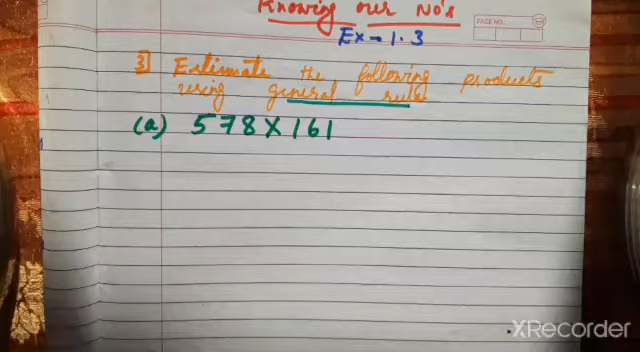 Knowing our No's
PAGE NO.:
Ex → 1.3
3] Estimate the following products
using general rule
(a) 578 X 161
XRecorder